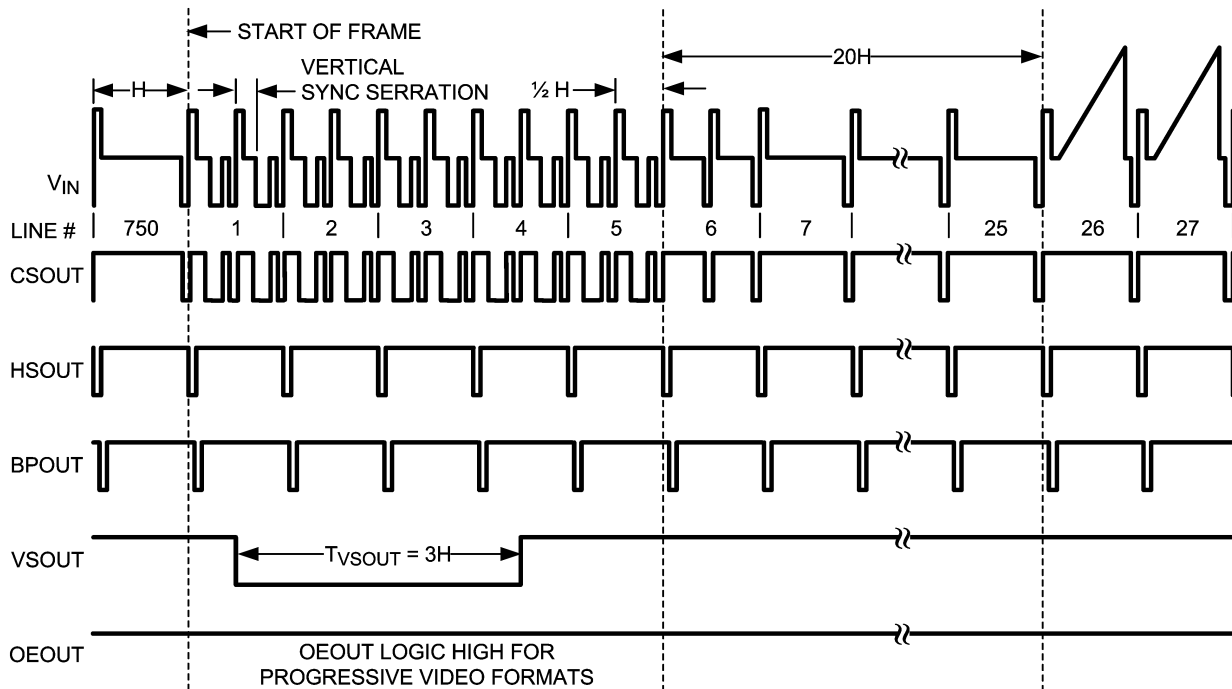 START OF FRAME
VERTICAL
SYNC SERRATION
H
½ H
20H
VIN
LINE # 750 1 2 3 4 5 6 7 25 26 27
CSOUT
HSOUT
BPOUT
VSOUT
TVSOUT = 3H
OEOUT
OEOUT LOGIC HIGH FOR
PROGRESSIVE VIDEO FORMATS